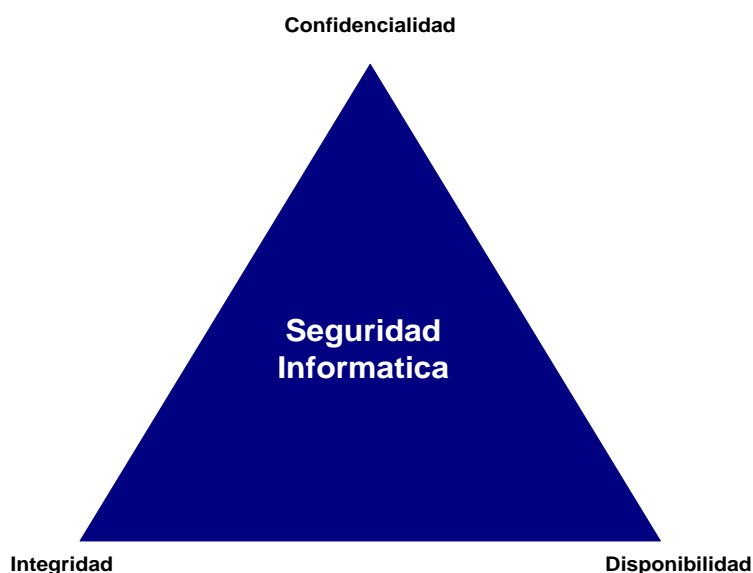 Confidencialidad
Seguridad
Informatica
Integridad
Disponibilidad